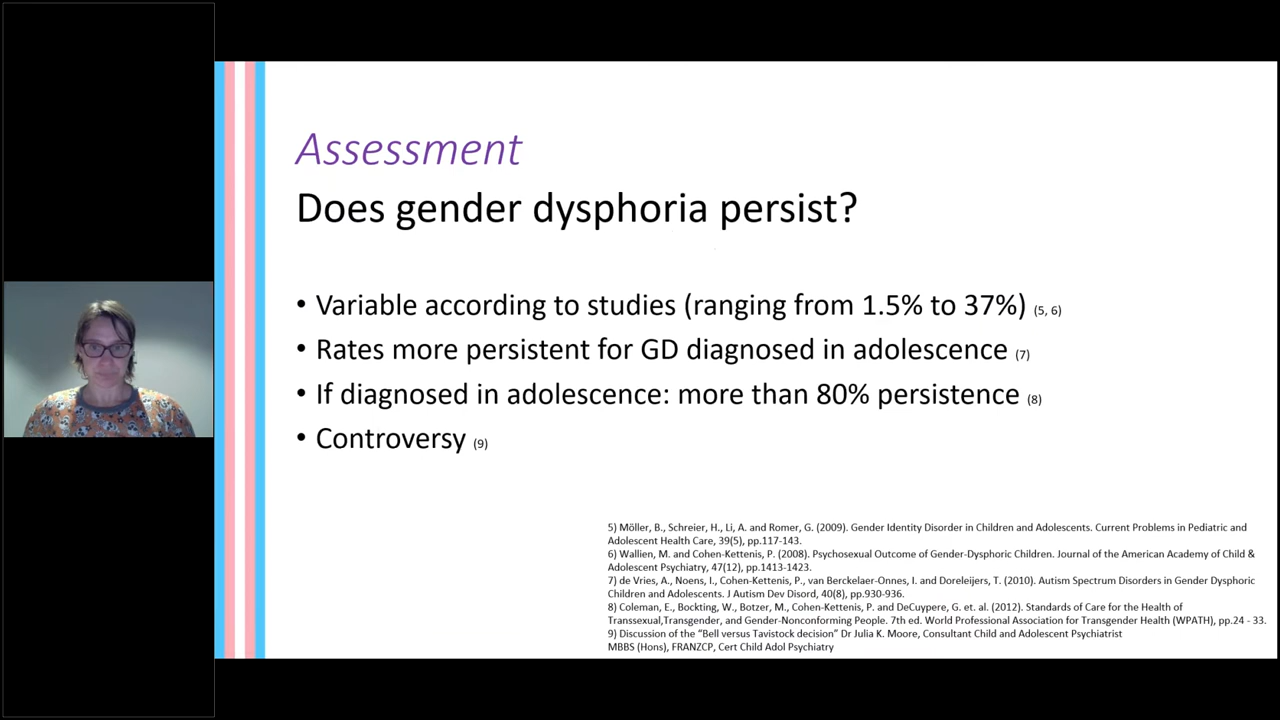 Assessment
Does gender dysphoria persist?
• Variable according to studies (ranging from 1.5% to 37%) (5, 6)
• Rates more persistent for GD diagnosed in adolescence (7)
• If diagnosed in adolescence: more than 80% persistence (8)
• Controversy (9)
5) Möller, B., Schreier, H., Li, A. and Romer, G. (2009). Gender Identity Disorder in Children and Adolescents. Current Problems in Pediatric and
Adolescent Health Care, 39(5), pp.117-143.
6) Wallien, M. and Cohen-Kettenis, P. (2008). Psychosexual Outcome of Gender-Dysphoric Children. Journal of the American Academy of Child &
Adolescent Psychiatry, 47(12), pp.1413-1423.
7) de Vries, A., Noens, I., Cohen-Kettenis, P., van Berckelaer-Onnes, I. and Doreleijers, T. (2010). Autism Spectrum Disorders in Gender Dysphoric
Children and Adolescents. J Autism Dev Disord, 40(8), pp.930-936.
8) Coleman, E., Bockting, W., Botzer, M., Cohen-Kettenis, P. and DeCuypere, G. et. al. (2012). Standards of Care for the Health of
Transsexual,Transgender, and Gender-Nonconforming People. 7th ed. World Professional Association for Transgender Health (WPATH), pp.24 - 33.
9) Discussion of the “Bell versus Tavistock decision” Dr Julia K. Moore, Consultant Child and Adolescent Psychiatrist
MBBS (Hons), FRANZCP, Cert Child Adol Psychiatry